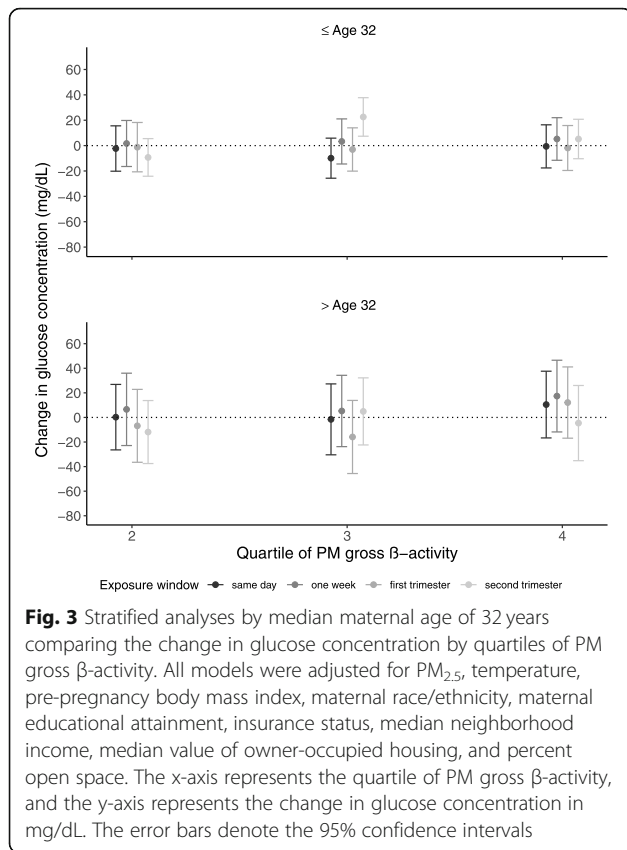 ≤ Age 32
60
40
20
0
−20
−40
−60
−80
> Age 32
60
40
20
0
−20
−40
−60
−80
Change in glucose concentration (mg/dL)
2 3 4
Quartile of PM gross ß−activity
Exposure window same day one week first trimester second trimester
Fig. 3 Stratified analyses by median maternal age of 32 years
comparing the change in glucose concentration by quartiles of PM
gross β-activity. All models were adjusted for PM2.5, temperature,
pre-pregnancy body mass index, maternal race/ethnicity, maternal
educational attainment, insurance status, median neighborhood
income, median value of owner-occupied housing, and percent
open space. The x-axis represents the quartile of PM gross β-activity,
and the y-axis represents the change in glucose concentration in
mg/dL. The error bars denote the 95% confidence intervals